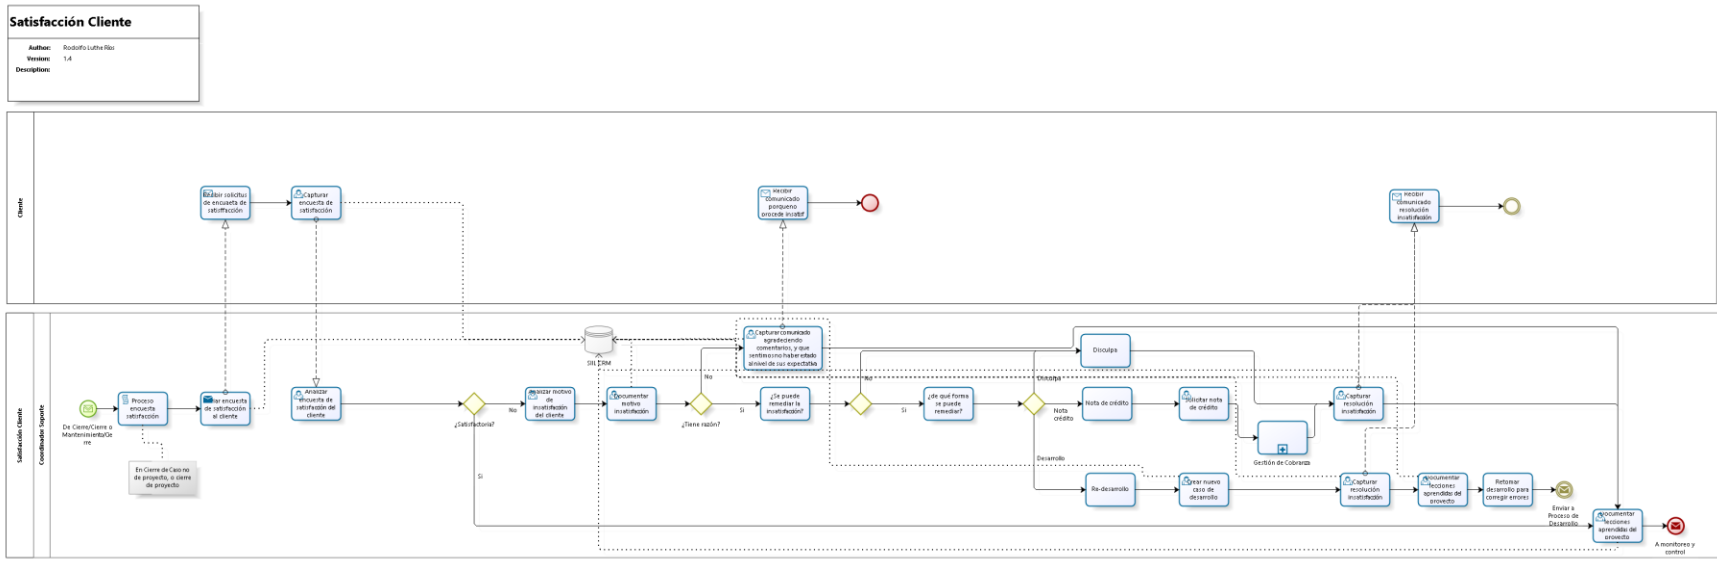 Satisfacción Cliente
Author: Rodolfo Luthe Ríos
Version: 1.4
Description:
Cliente
Recibir solicitus
de encuaeta de
satisffacción
Capturar
encuesta de
satisfacción
Recibir
comunicado
porqueno
procede insatisf
Recibir
comunicado
resolución
insatisfacción
Satisfacción Cliente
Coordinador Soporte
De Cierre/Cierre o
Mantenimiento/Cie
rre
Proceso
encuesta
satisfacción
En Cierre de Caso no
de proyecto, o cierre
de proyecto
encuesta
de satisfacción
al cliente
Analizar
encuesta de
satisfacción del
cliente
¿Satisfactoria?
No
Si
Analizar motivo
de
insatisfacción
del cliente
CRM
Documentar
motivo
insatisfacción
¿Tiene razón?
No
Si
Capturar comunicado
agradeciendo
comentarios, y que
sentimos no haber estado
al nivel de sus expectativa
¿Se puede
remediar la
insatisfacción?
No
Si
¿de qué forma
se puede
remediar?
Disculpa
Nota
crédito
Desarrollo
Disculpa
Nota de crédito
Solicitar nota
de crédito
Gestión de Cobranza
Capturar
resolución
insatisfacción
Re-desarrollo
Crear nuevo
caso de
desarrollo
Capturar
resolución
insatisfacción
Documentar
lecciones
aprendidas del
proyecto
Retomar
desarrollo para
corregir errores
Enviar a
Proceso de
Desarrollo
Documentar
lecciones
aprendidas del
proyecto
A monitoreo y
control